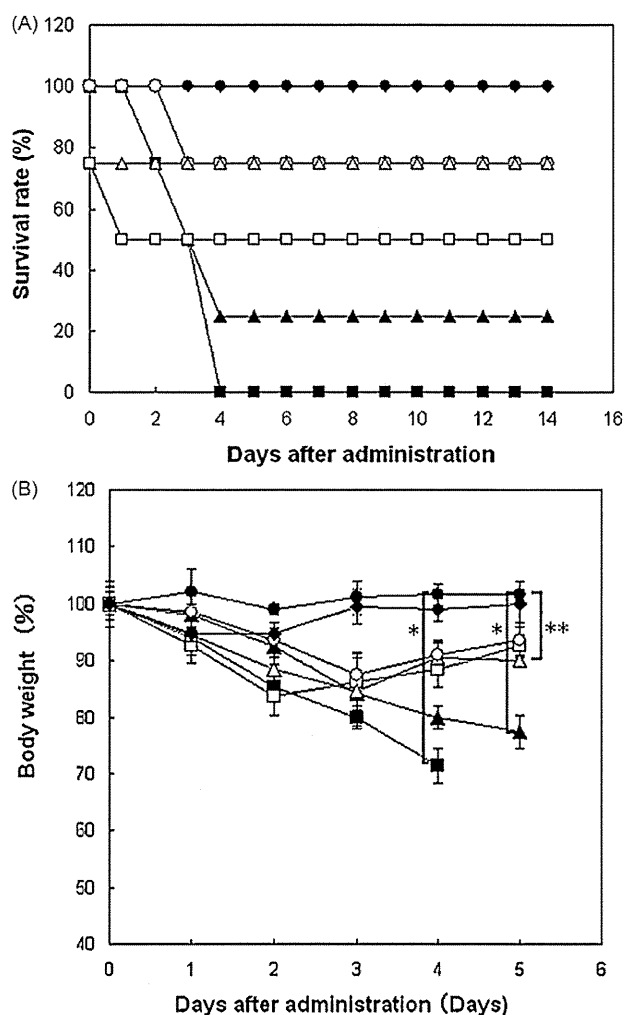 (A)
120
100
80
60
40
20
0
Survival rate (%)
0 2 4 6 8 10 12 14 16
Days after administration
(B)
120
110
100
90
80
70
60
50
40
Body weight (%)
* * **
0 1 2 3 4 5 6
Days after administration (Days)